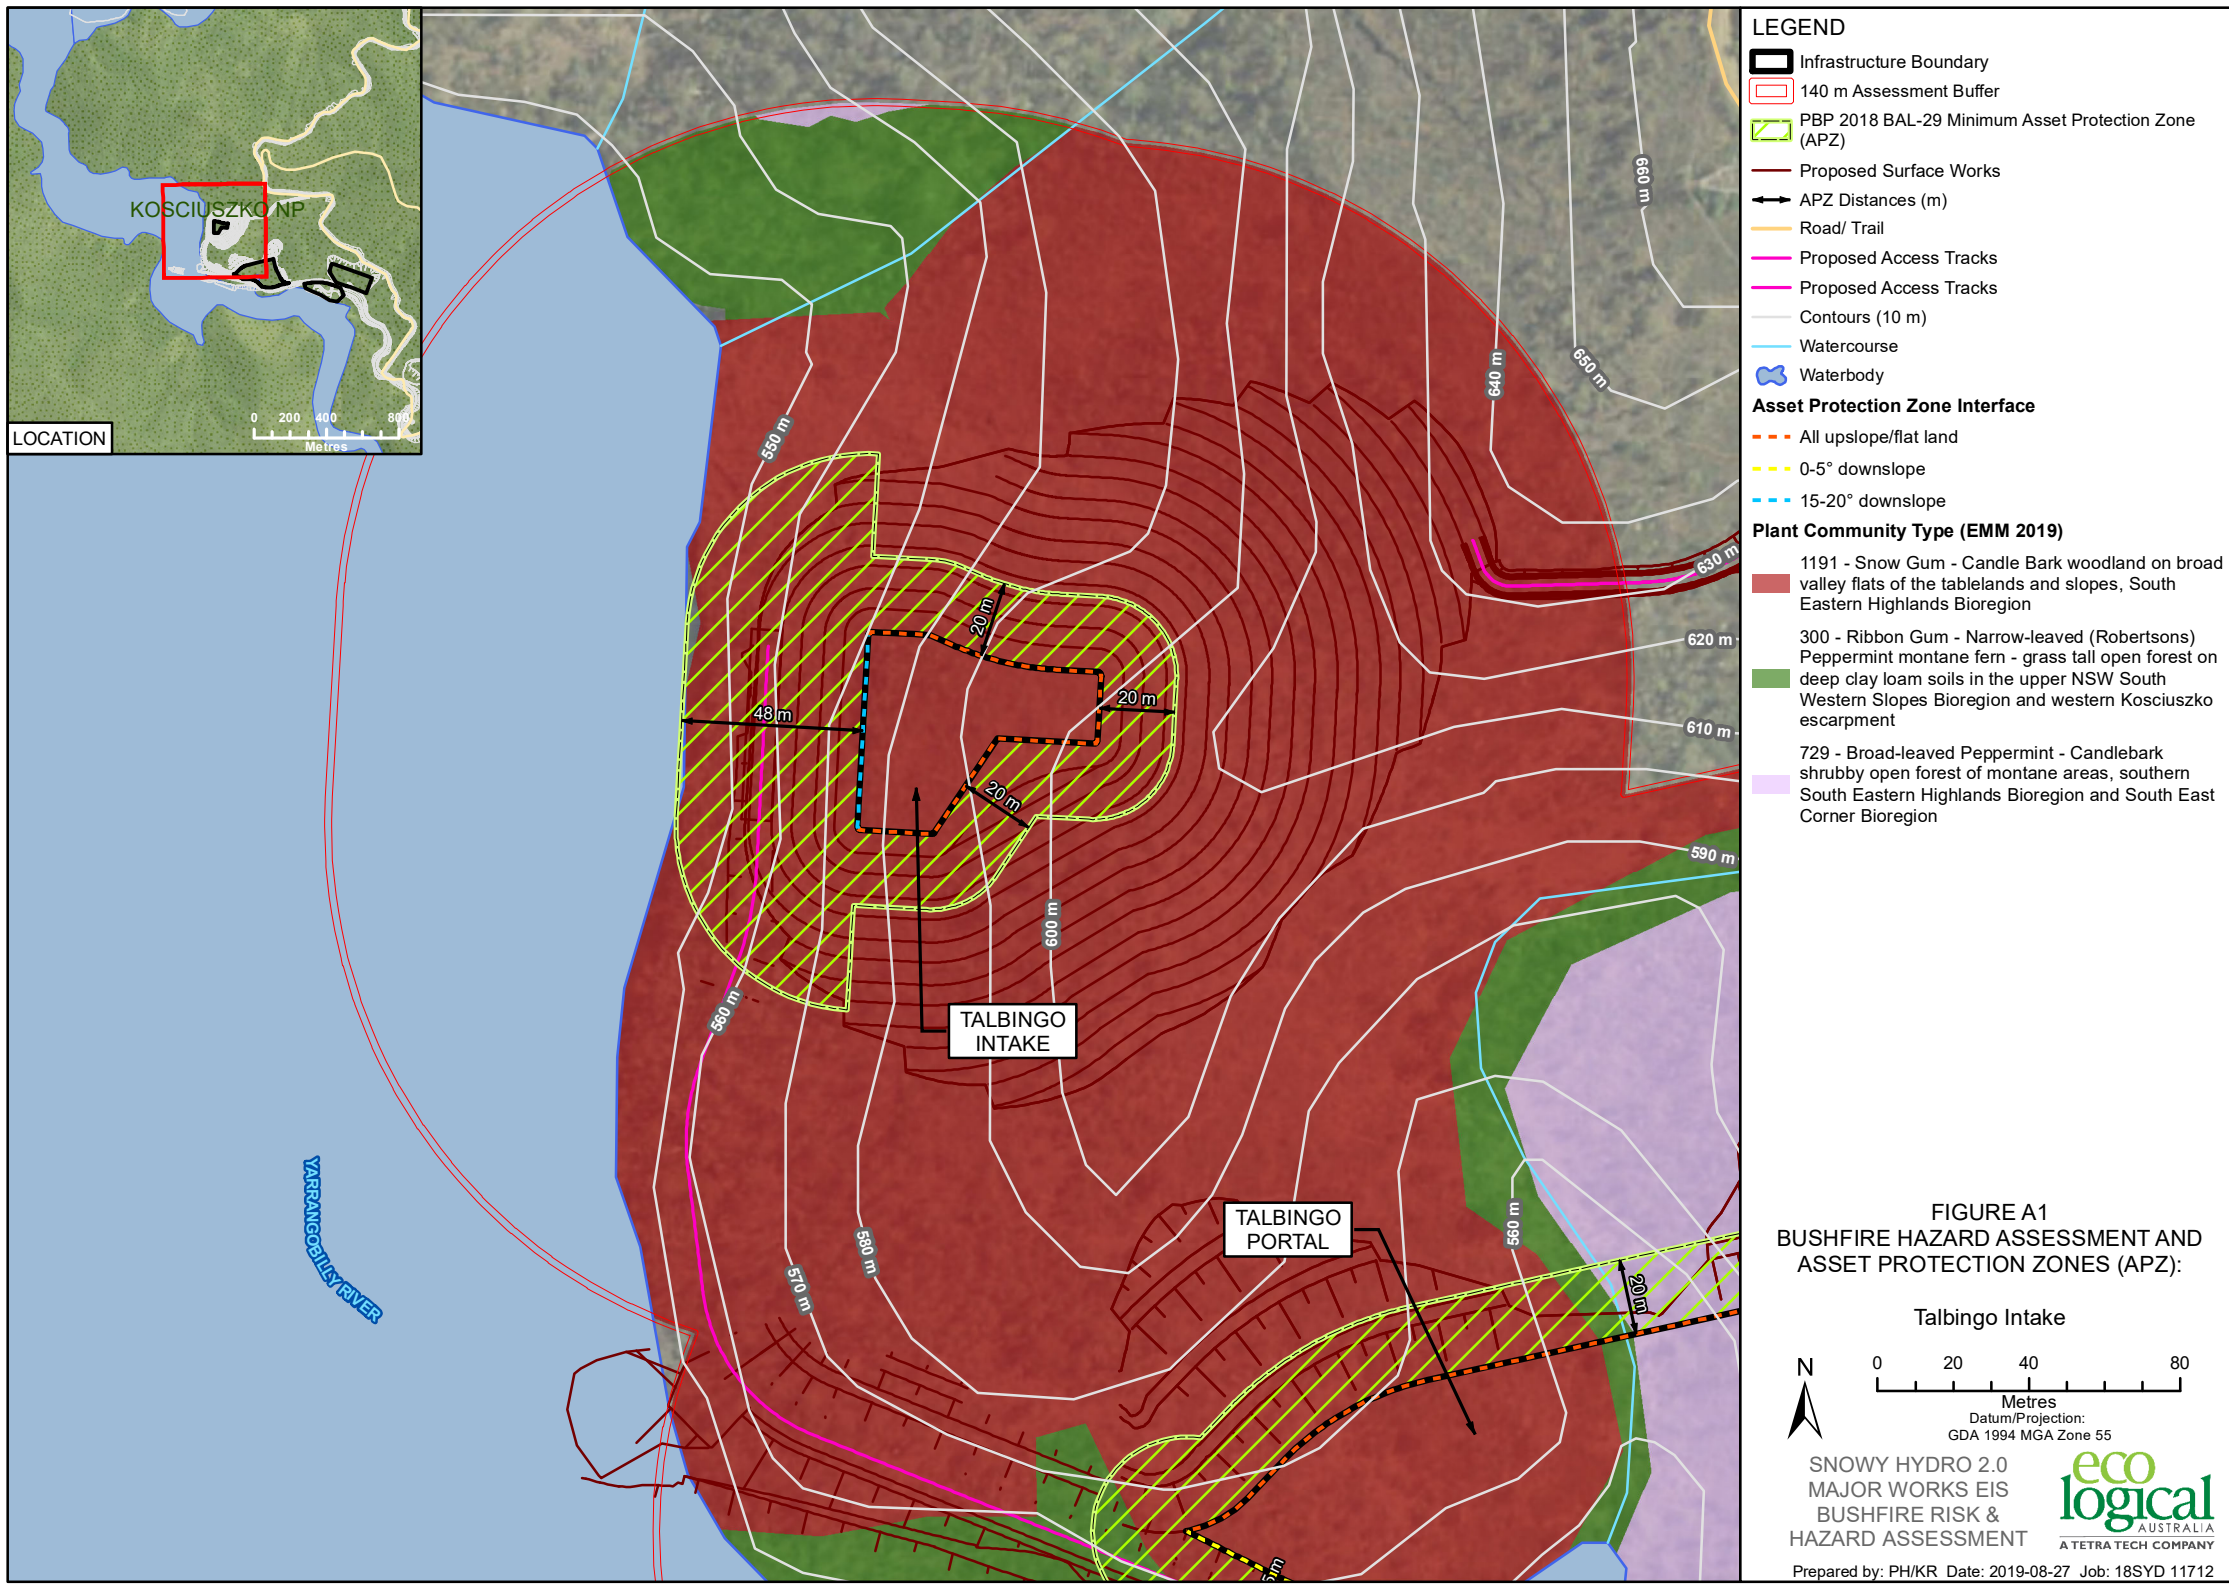 KOSCIUSZKO NP
0 200 400 800
Metres
LOCATION
550 m
660 m
650 m
640 m
630 m
620 m
610 m
590 m
600 m
560 m
580 m
570 m
560 m
20 m
48 m
20 m
20 m
20 m
TALBINGO
INTAKE
TALBINGO
PORTAL
YARRANGOBILLY RIVER
LEGEND
Infrastructure Boundary
140 m Assessment Buffer
PBP 2018 BAL-29 Minimum Asset Protection Zone
(APZ)
Proposed Surface Works
APZ Distances (m)
Road/ Trail
Proposed Access Tracks
Proposed Access Tracks
Contours (10 m)
Watercourse
Waterbody
Asset Protection Zone Interface
All upslope/flat land
0-5° downslope
15-20° downslope
Plant Community Type (EMM 2019)
1191 - Snow Gum - Candle Bark woodland on broad
valley flats of the tablelands and slopes, South
Eastern Highlands Bioregion
300 - Ribbon Gum - Narrow-leaved (Robertsons)
Peppermint montane fern - grass tall open forest on
deep clay loam soils in the upper NSW South
Western Slopes Bioregion and western Kosciuszko
escarpment
729 - Broad-leaved Peppermint - Candlebark
shrubby open forest of montane areas, southern
South Eastern Highlands Bioregion and South East
Corner Bioregion
FIGURE A1
BUSHFIRE HAZARD ASSESSMENT AND
ASSET PROTECTION ZONES (APZ):
Talbingo Intake
N
0 20 40 80
Metres
Datum/Projection:
GDA 1994 MGA Zone 55
SNOWY HYDRO 2.0
MAJOR WORKS EIS
BUSHFIRE RISK &
HAZARD ASSESSMENT
eco
logical
AUSTRALIA
A TETRA TECH COMPANY
Prepared by: PH/KR Date: 2019-08-27 Job: 18SYD 11712